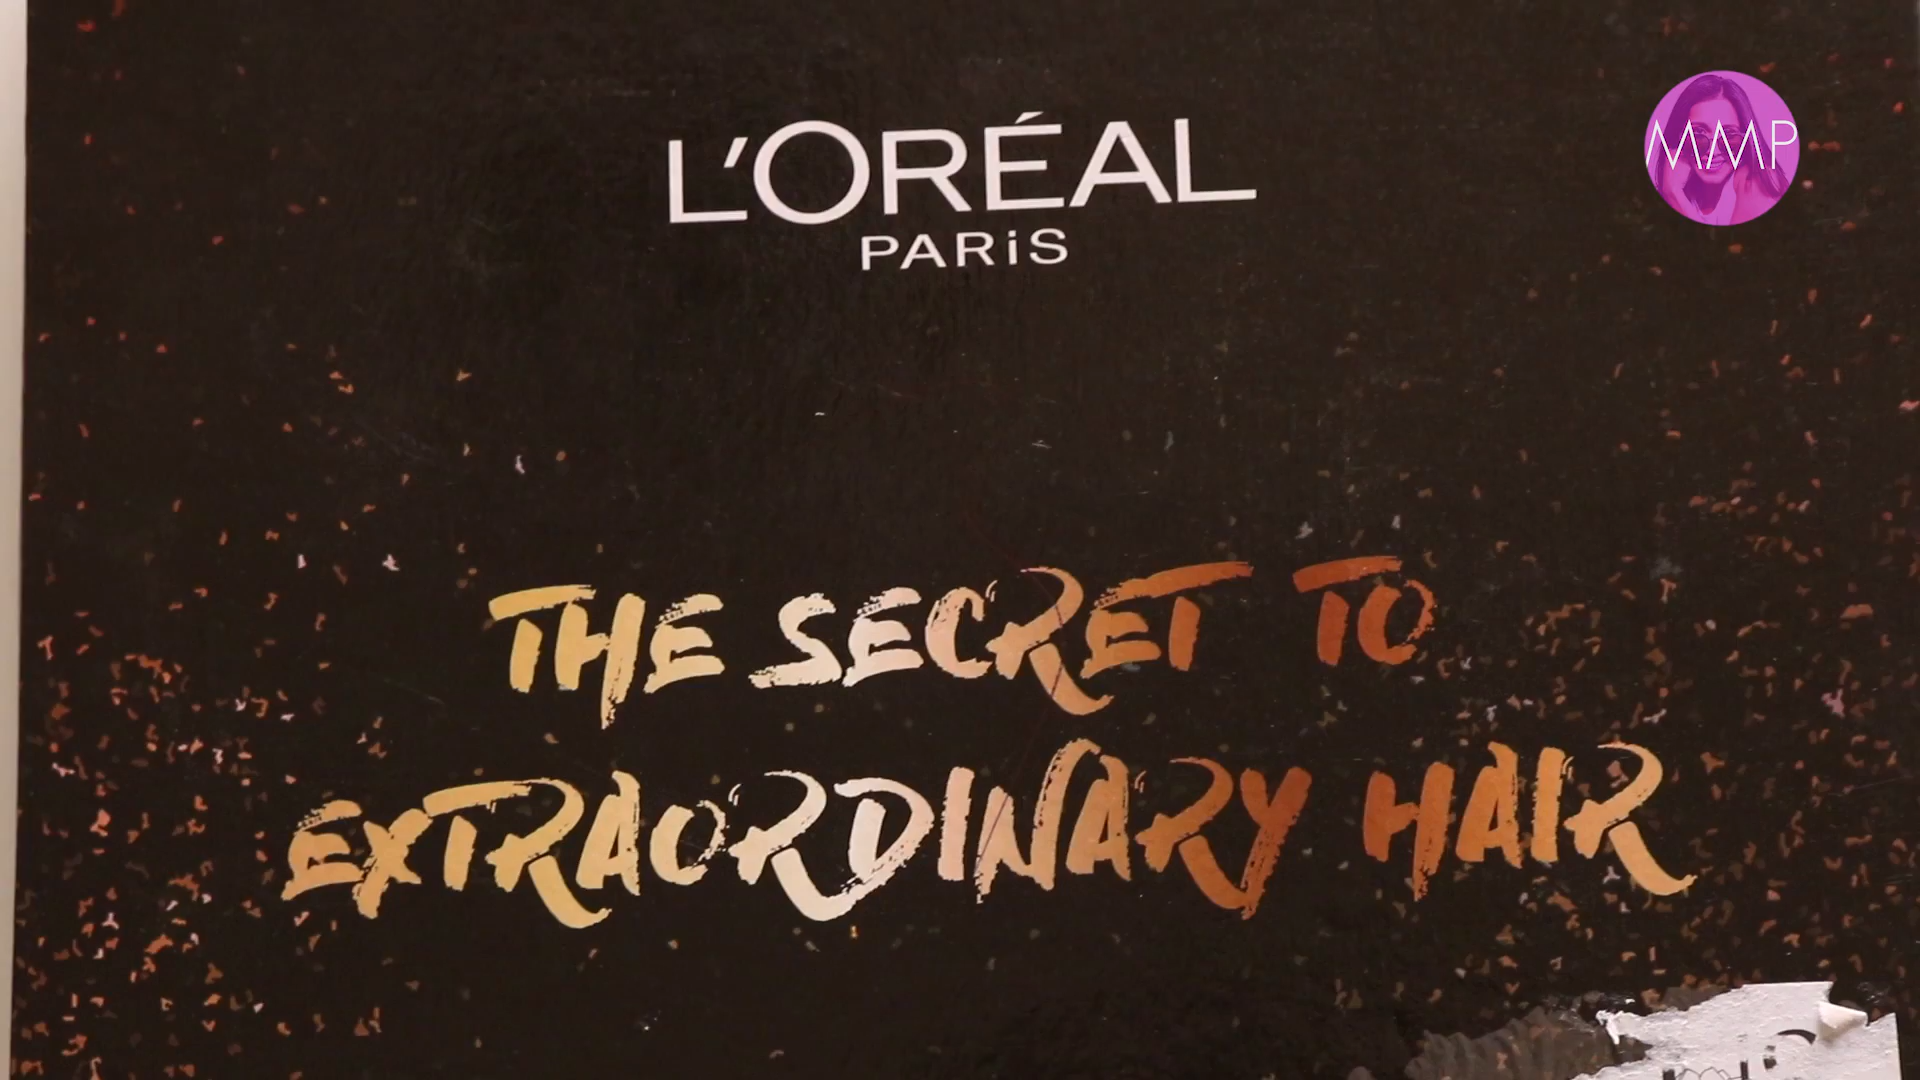 L'ORÉAL
PARiS
MMP
THE SECRET TO
EXTRAORDINARY HAIR